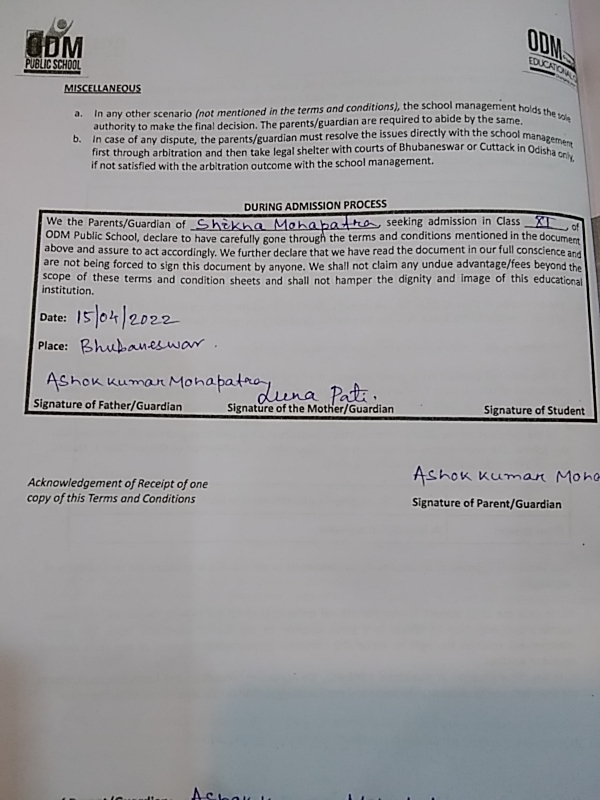 ODM
PUBLIC SCHOOL
ODM
EDUCATIONAL
MISCELLANEOUS
a. In any other scenario (not mentioned in the terms and conditions), the school management holds the sole
authority to make the final decision. The parents/guardian are required to abide by the same.
b. In case of any dispute, the parents/guardian must resolve the issues directly with the school management
first through arbitration and then take legal shelter with courts of Bhubaneswar or Cuttack in Odisha only,
if not satisfied with the arbitration outcome with the school management.
DURING ADMISSION PROCESS
We the Parents/Guardian of Shikha Mohapatra seeking admission in Class XI, of
ODM Public School, declare to have carefully gone through the terms and conditions mentioned in the document
above and assure to act accordingly. We further declare that we have read the document in our full conscience and
are not being forced to sign this document by anyone. We shall not claim any undue advantage/fees beyond the
scope of these terms and condition sheets and shall not hamper the dignity and image of this educational
institution.
Date: 15/04/2022
Place: Bhubaneswar.
Ashok Kumar Mohapatra
Leena Pati.
Signature of Father/Guardian Signature of the Mother/Guardian Signature of Student
Ashok Kumar Moha
Acknowledgement of Receipt of one
copy of this Terms and Conditions
Signature of Parent/Guardian